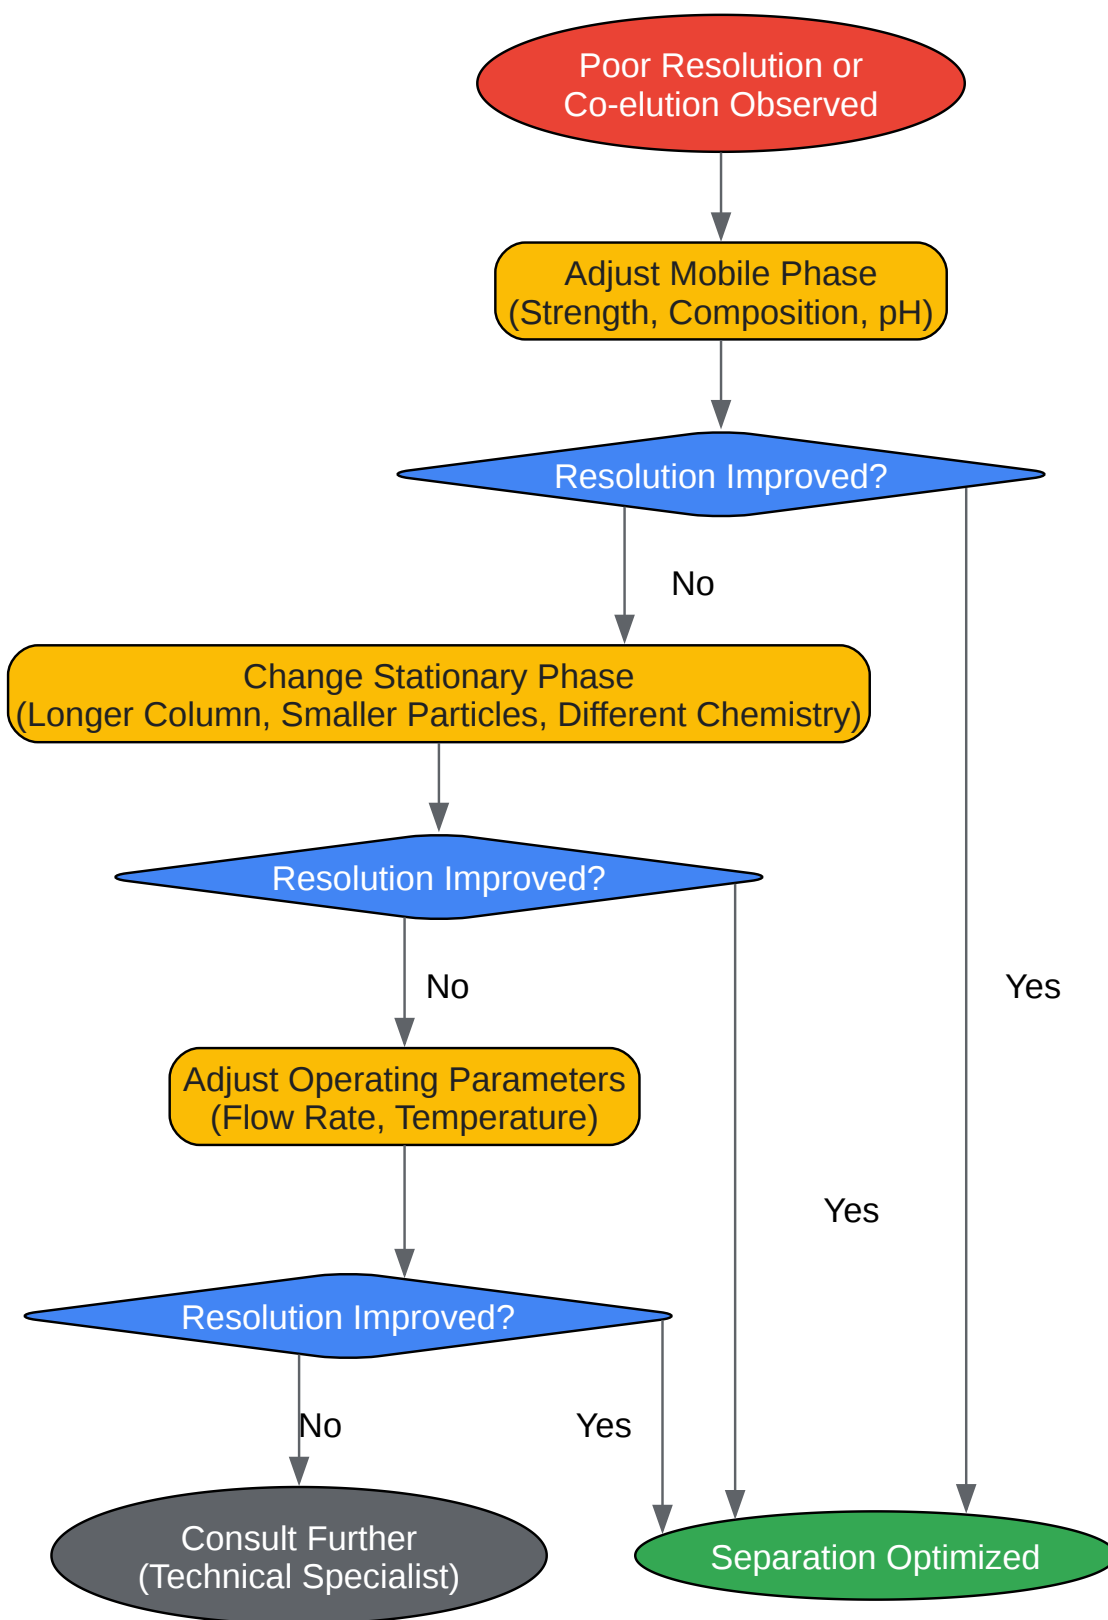 Poor Resolution or
Co-elution Observed
Adjust Mobile Phase
(Strength, Composition, pH)
Resolution Improved?
No
Change Stationary Phase
(Longer Column, Smaller Particles, Different Chemistry)
Resolution Improved?
No
Yes
Adjust Operating Parameters
(Flow Rate, Temperature)
Yes
Resolution Improved?
No
Yes
Consult Further
(Technical Specialist)
Separation Optimized